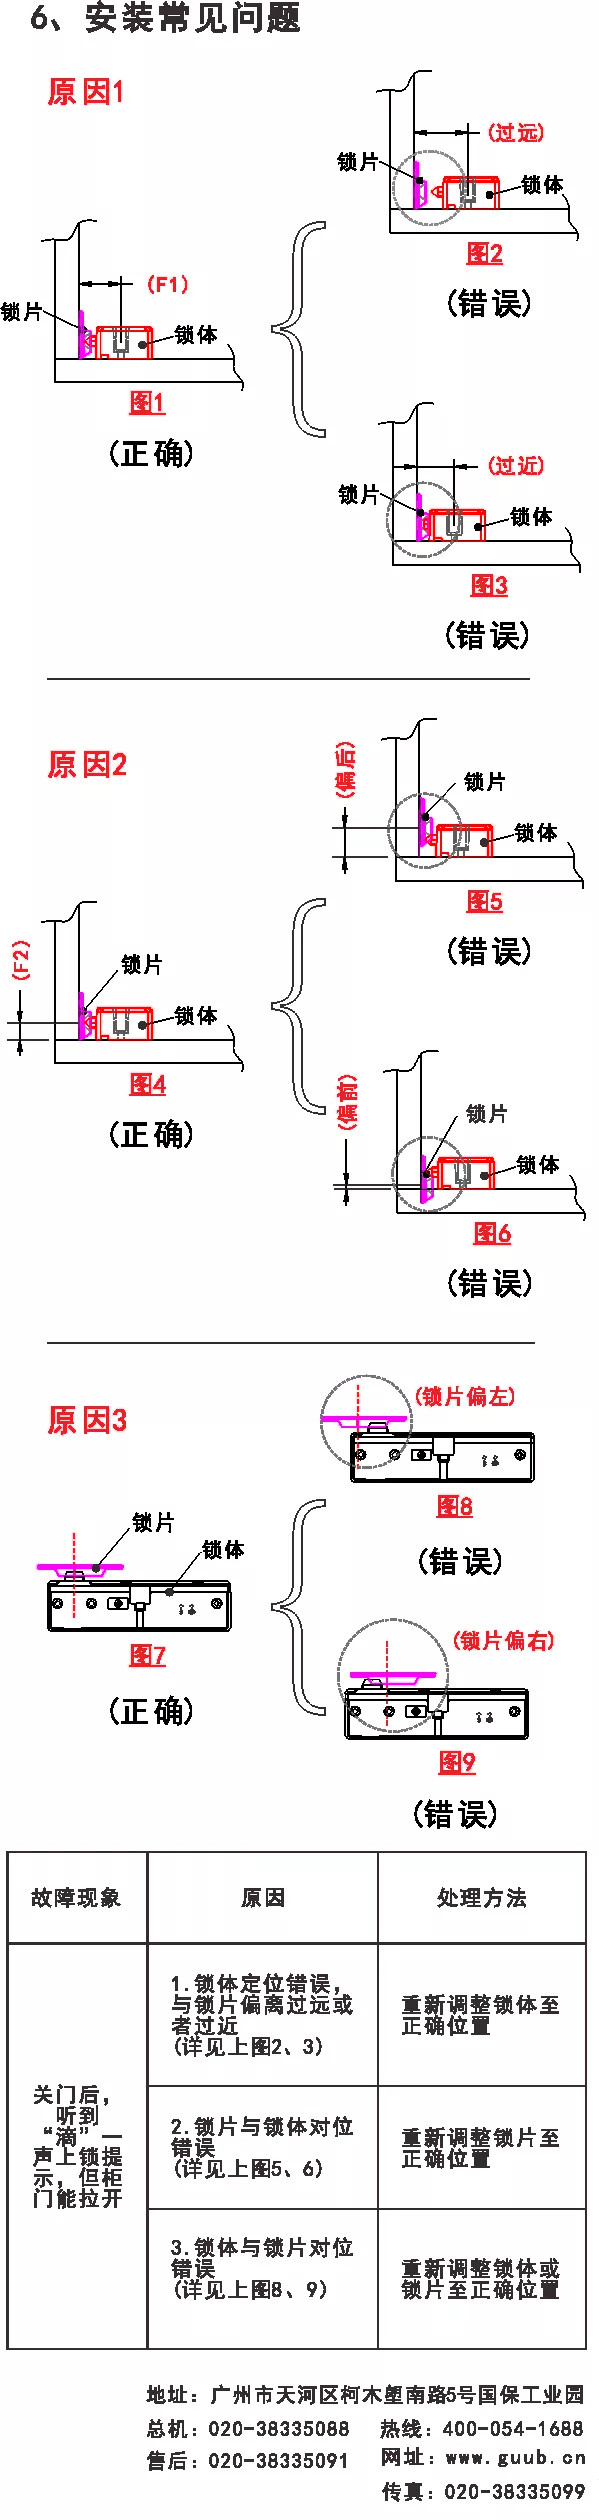 6、安装常见问题
原因1
(过远)
锁片
锁体
图2
(错误)
(F1)
锁片
锁体
图1
(正确)
(过近)
锁片
锁体
图3
(错误)
原因2
(偏后)
锁片
锁体
图5
(错误)
(F2)
锁片
锁体
图4
(正确)
(偏前)
锁片
锁体
图6
(错误)
原因3
(锁片偏左)
图8
(错误)
锁片
锁体
图7
(正确)
(锁片偏右)
图9
(错误)
故障现象 原因 处理方法
关门后，
听到
“滴”一
声上锁提
示，但柜
门能拉开
1.锁体定位错误，
与锁片偏离过远或
者过近
(详见上图2、3)
重新调整锁体至
正确位置
2.锁片与锁体对位
错误
(详见上图5、6)
重新调整锁片至
正确位置
3.锁体与锁片对位
错误
(详见上图8、9)
重新调整锁体或
锁片至正确位置
地址：广州市天河区柯木塱南路5号国保工业园
总机：020-38335088 热线：400-054-1688
售后：020-38335091 网址：www.guub.cn
传真：020-38335099